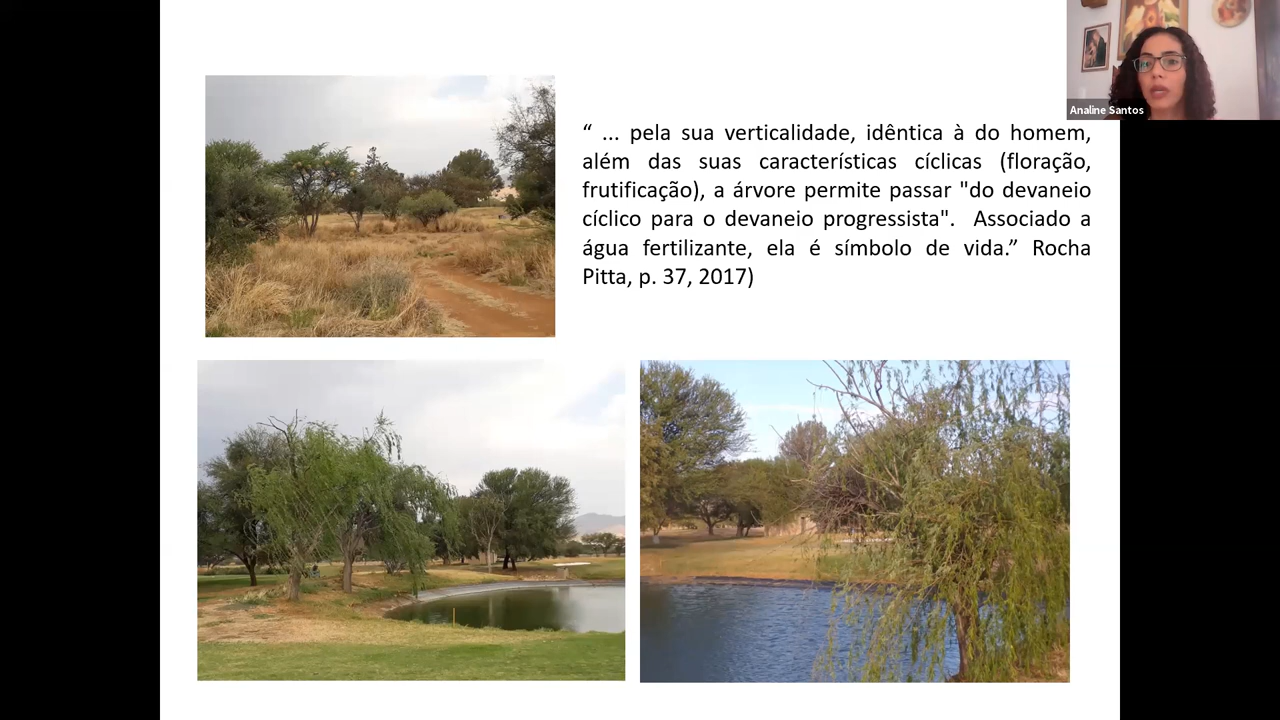 Analine Santos
“ ... pela sua verticalidade, idêntica à do homem,
além das suas características cíclicas (floração,
frutificação), a árvore permite passar "do devaneio
cíclico para o devaneio progressista". Associado a
água fertilizante, ela é símbolo de vida.” Rocha
Pitta, p. 37, 2017)